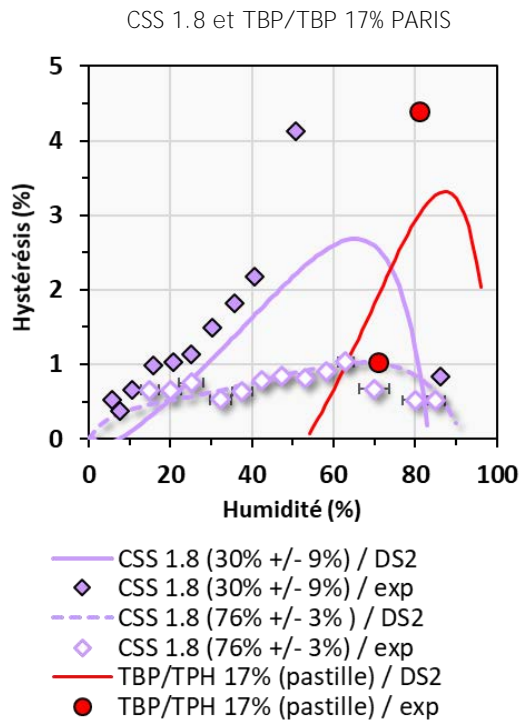 CSS 1.8 et TBP/TBP 17% PARIS
5
4
3
2
1
0
Hystérésis (%)
0 20 40 60 80 100
Humidité (%)
CSS 1.8 (30% +/- 9%) / DS2
CSS 1.8 (30% +/- 9%) / exp
CSS 1.8 (76% +/- 3% ) / DS2
CSS 1.8 (76% +/- 3%) / exp
TBP/TPH 17% (pastille) / DS2
TBP/TPH 17% (pastille) / exp